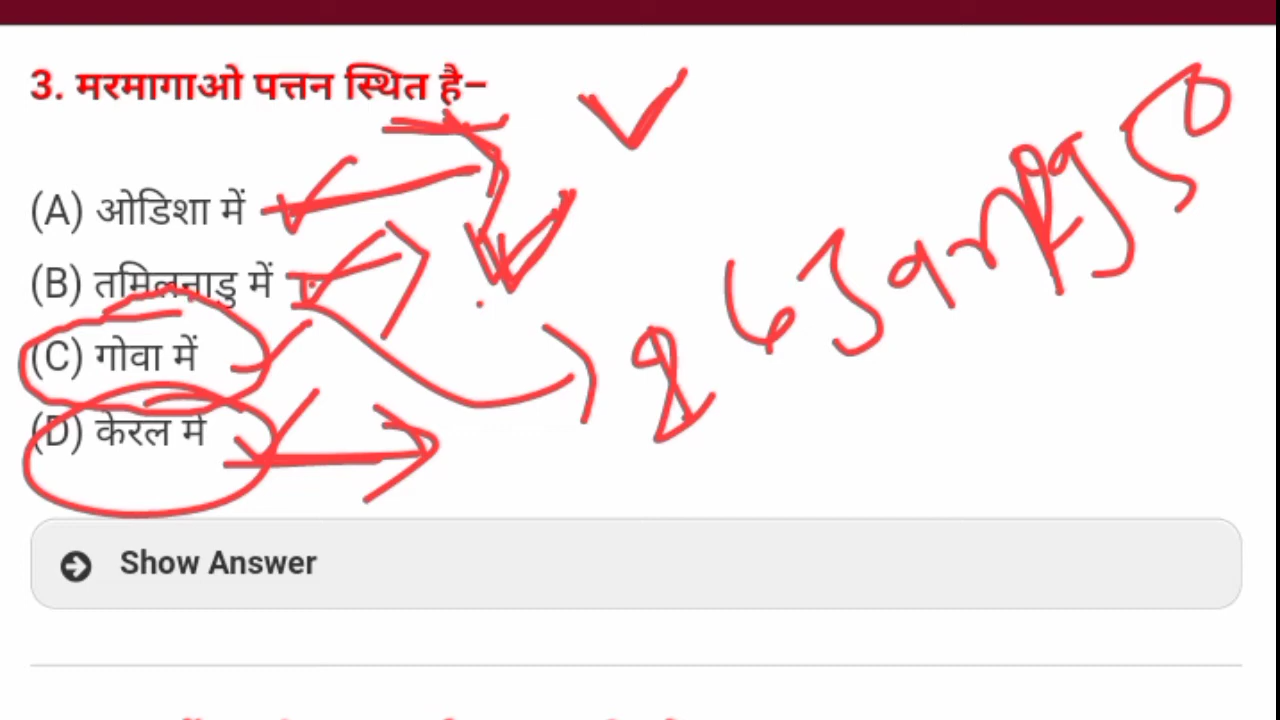 3. मरमागाओ पत्तन स्थित है–
(A) ओडिशा में
(B) तमिलनाडु में
(C) गोवा में
(D) केरल में
Show Answer